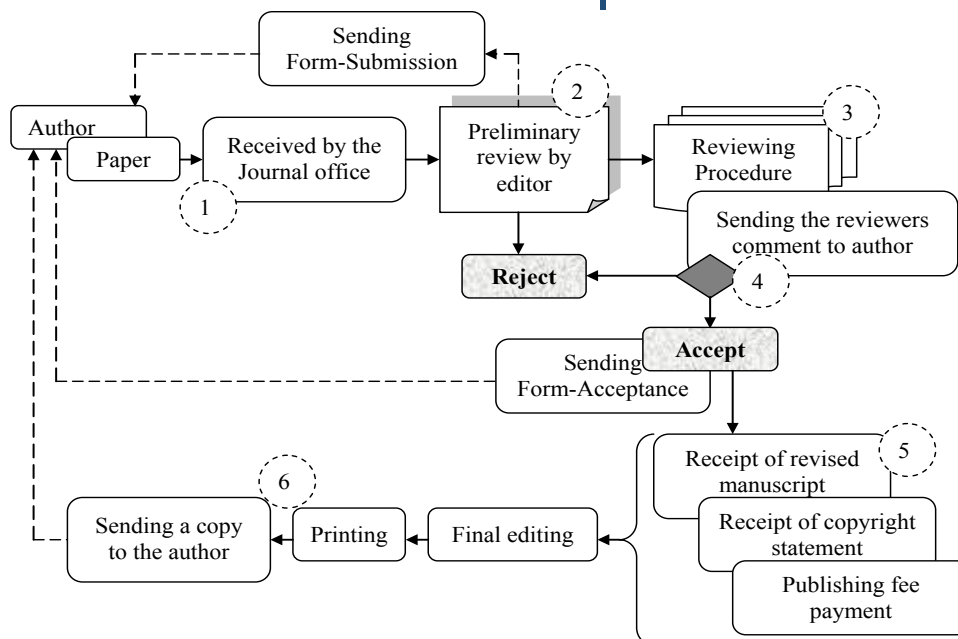 Sending
Form-Submission
2
3
Author
Paper
Received by the
Journal office
1
Preliminary
review by
editor
Reviewing
Procedure
Sending the reviewers
comment to author
Reject
4
Accept
Sending
Form-Acceptance
5
Receipt of revised
manuscript
Receipt of copyright
statement
Publishing fee
payment
6
Sending a copy
to the author
Printing
Final editing